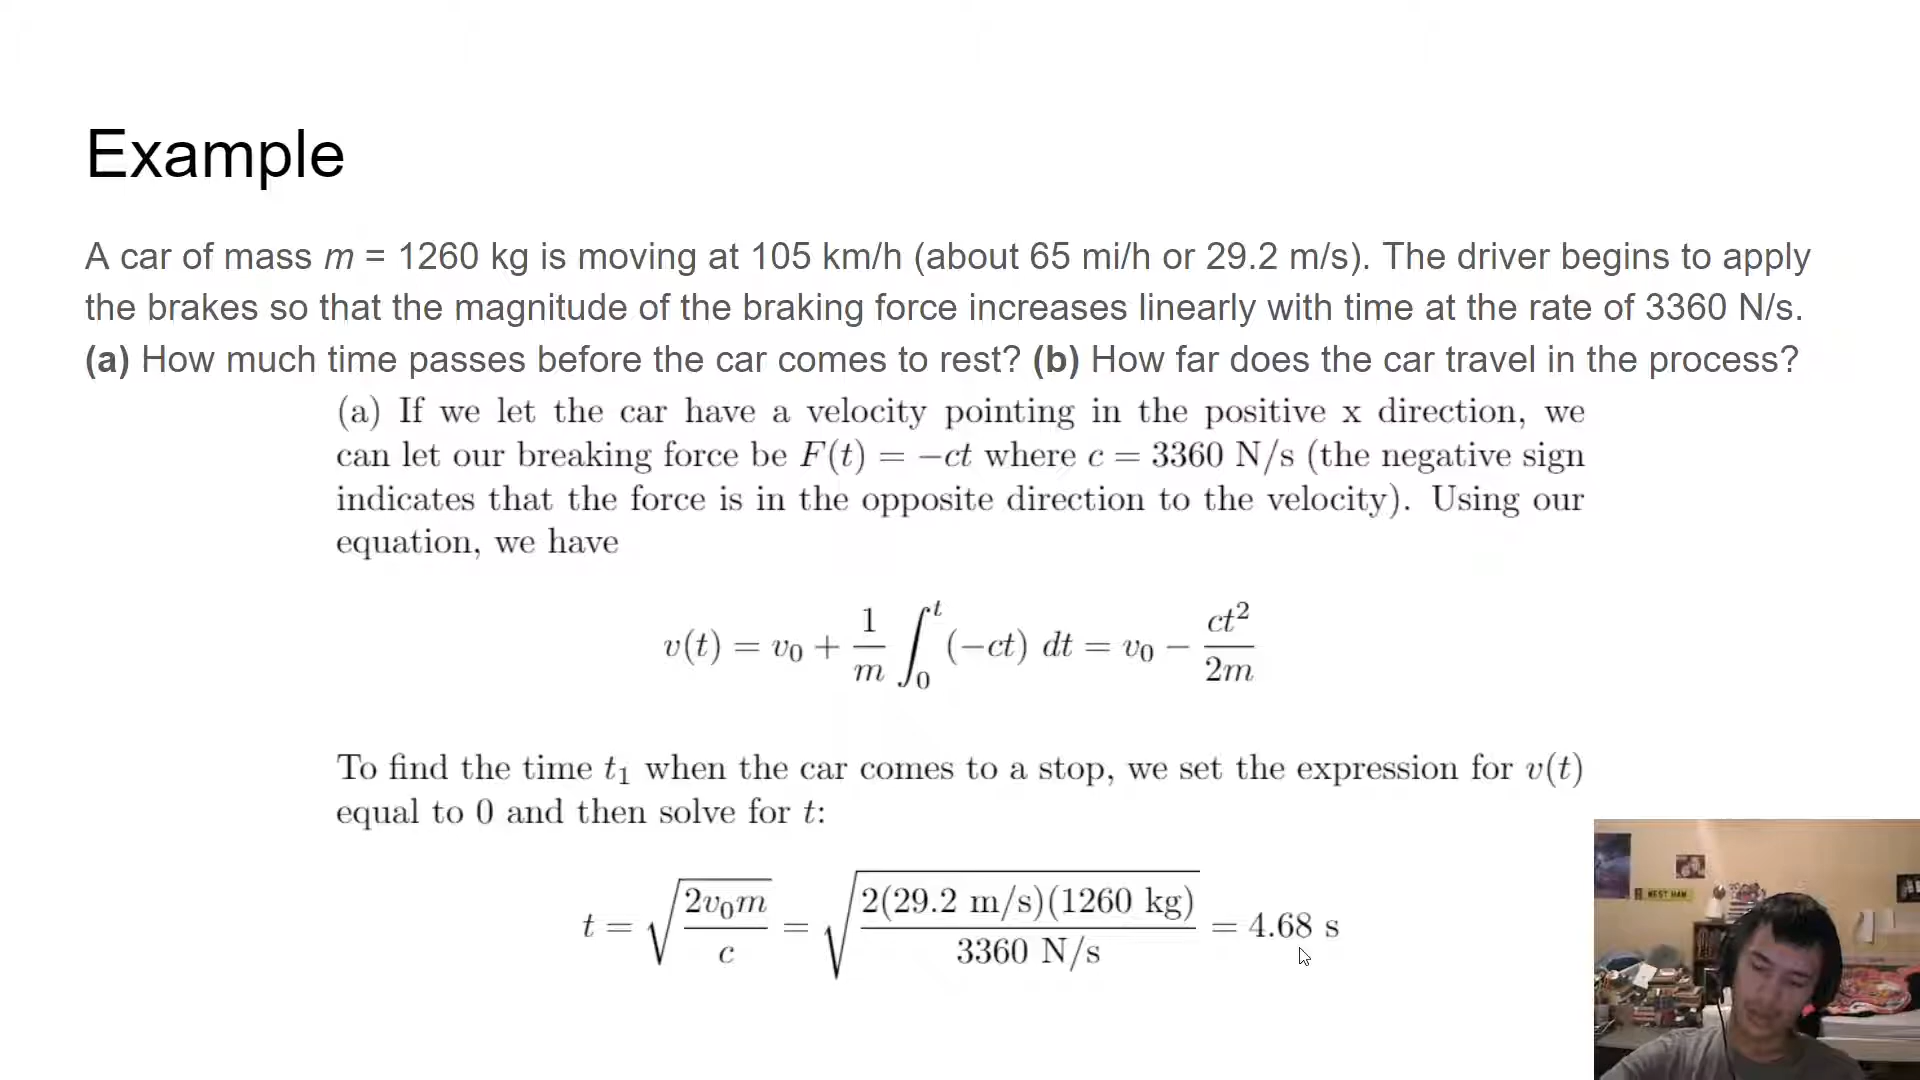 Example
A car of mass m = 1260 kg is moving at 105 km/h (about 65 mi/h or 29.2 m/s). The driver begins to apply
the brakes so that the magnitude of the braking force increases linearly with time at the rate of 3360 N/s.
(a) How much time passes before the car comes to rest? (b) How far does the car travel in the process?
(a) If we let the car have a velocity pointing in the positive x direction, we
can let our breaking force be F(t) = −ct where c = 3360 N/s (the negative sign
indicates that the force is in the opposite direction to the velocity). Using our
equation, we have
v(t) = v₀ + 1/m ∫₀ᵗ (−ct) dt = v₀ − ct²/2m
To find the time t₁ when the car comes to a stop, we set the expression for v(t)
equal to 0 and then solve for t:
t = √(2v₀m/c) = √(2(29.2 m/s)(1260 kg)/3360 N/s) = 4.68 s
WEST HAM